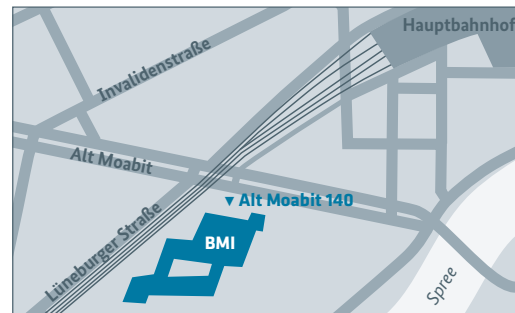 Hauptbahnhof
Invalidenstraße
Alt Moabit
▾ Alt Moabit 140
Lüneburger Straße
BMI
Spree